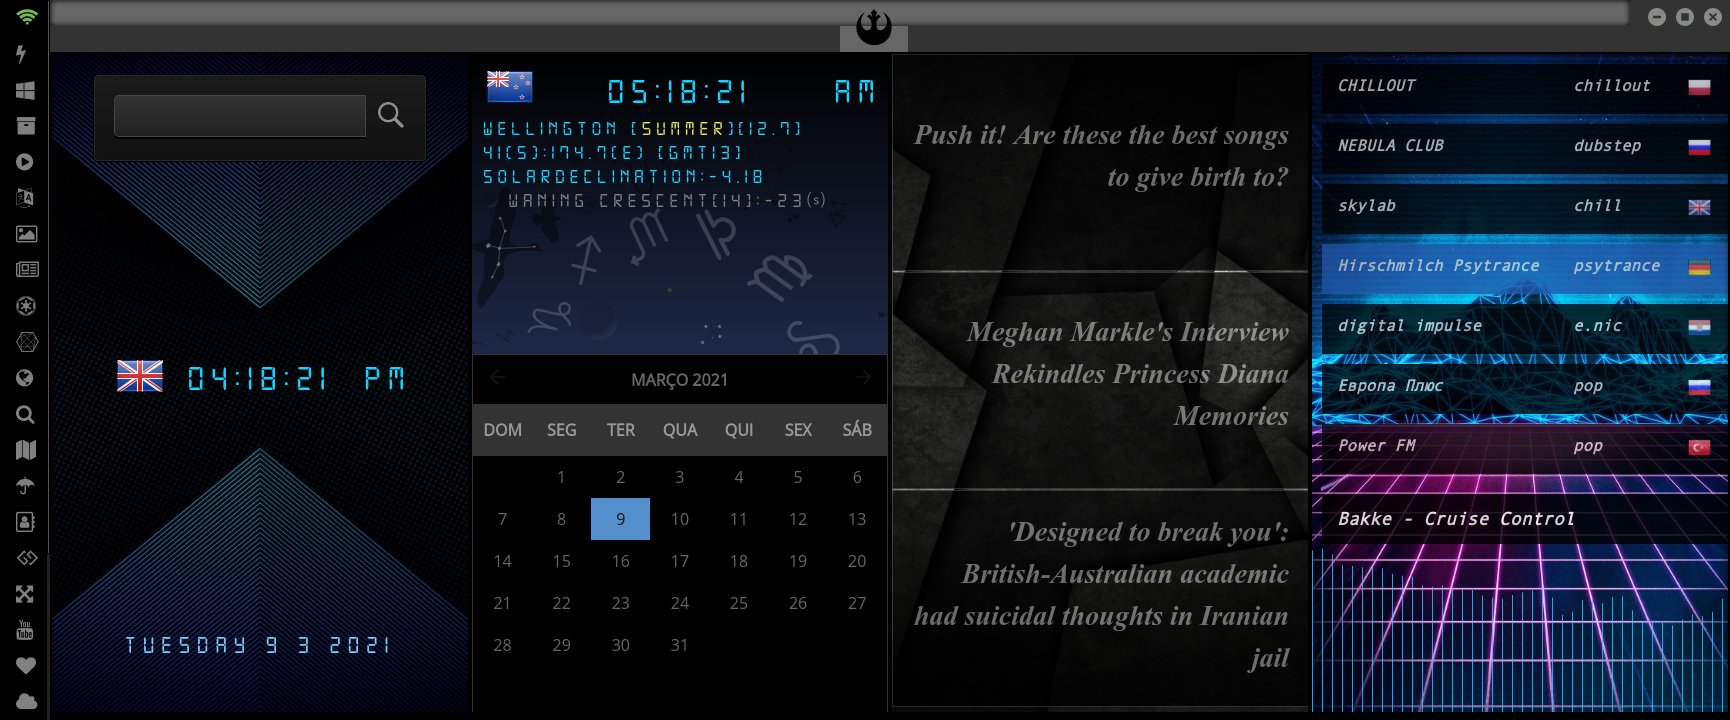 04:18:21 PM
TUESDAY 9 3 2021
05:18:21 AM
WELLINGTON [SUMMER][12.7]
41(S):174.7(E) [GMT13]
SOLARDECLINATION:-4.18
WANING CRESCENT[14]:-23(s)
MARÇO 2021
DOM SEG TER QUA QUI SEX SÁB
1 2 3 4 5 6
7 8 9 10 11 12 13
14 15 16 17 18 19 20
21 22 23 24 25 26 27
28 29 30 31
Push it! Are these the best songs
to give birth to?
Meghan Markle's Interview
Rekindles Princess Diana
Memories
'Designed to break you':
British-Australian academic
had suicidal thoughts in Iranian
jail
CHILLOUT chillout
NEBULA CLUB dubstep
skylab chill
Hirschmilch Psytrance psytrance
digital impulse e.nic
Европа Плюс pop
Power FM pop
Bakke - Cruise Control
You
Tube